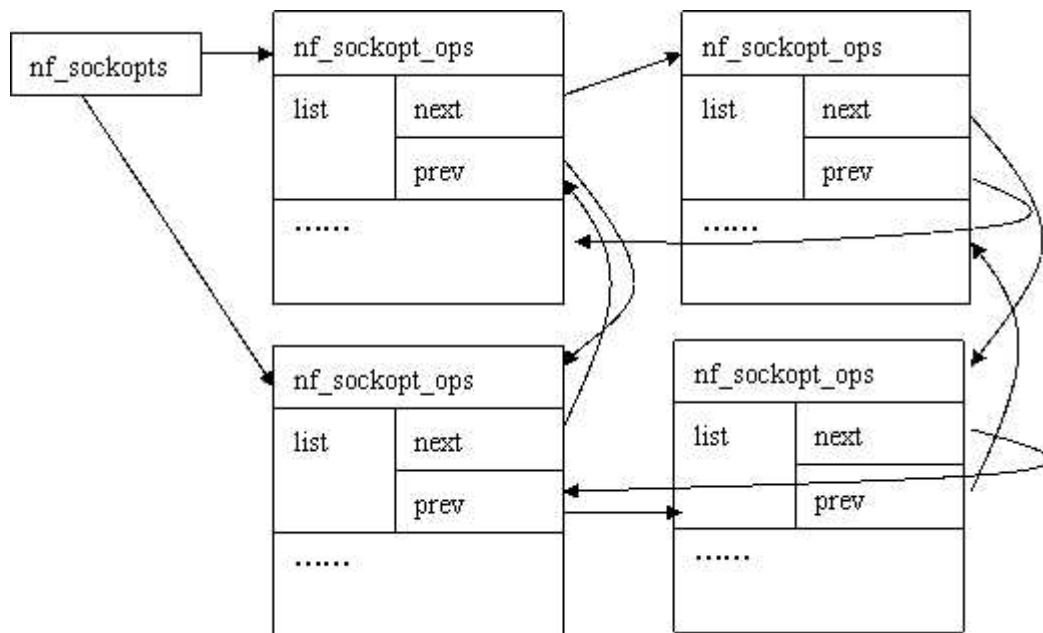 nf_sockopts
nf_sockopt_ops
list next
prev
......
nf_sockopt_ops
list next
prev
......
nf_sockopt_ops
list next
prev
......
nf_sockopt_ops
list next
prev
......